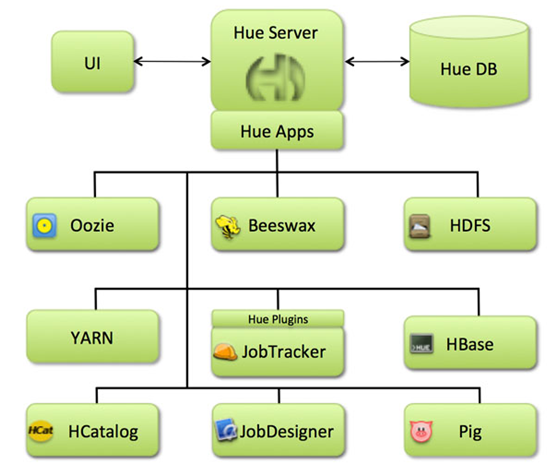 UI
Hue Server
Hue DB
Hue Apps
Oozie
Beeswax
HDFS
YARN
Hue Plugins
JobTracker
HUE
HBase
HCat
HCatalog
JobDesigner
Pig